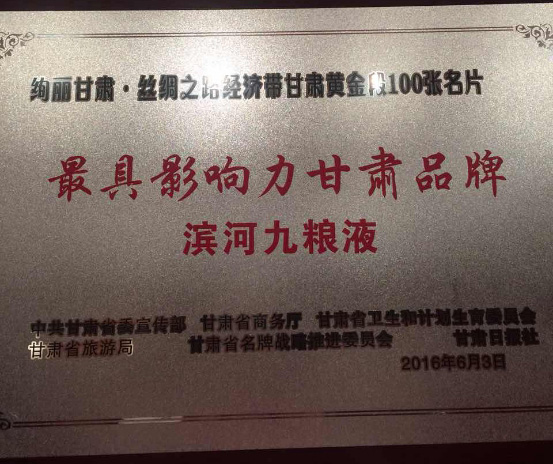 绚丽甘肃·丝绸之路经济带甘肃黄金段100张名片
最具影响力甘肃品牌
滨河九粮液
中共甘肃省委宣传部 甘肃省商务厅 甘肃省卫生和计划生育委员会
甘肃省旅游局 甘肃省名牌战略推进委员会 甘肃日报社
2016年6月3日